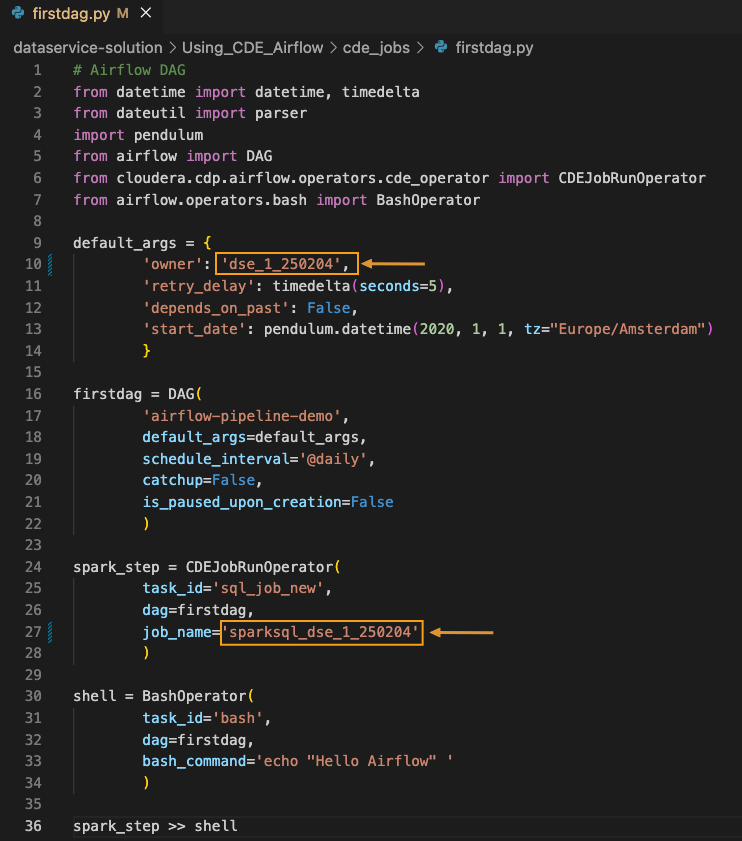 firstdag.py M ×
dataservice-solution > Using_CDE_Airflow > cde_jobs > firstdag.py
1 # Airflow DAG
2 from datetime import datetime, timedelta
3 from dateutil import parser
4 import pendulum
5 from airflow import DAG
6 from cloudera.cdp.airflow.operators.cde_operator import CDEJobRunOperator
7 from airflow.operators.bash import BashOperator
8
9 default_args = {
10         'owner': 'dse_1_250204',
11         'retry_delay': timedelta(seconds=5),
12         'depends_on_past': False,
13         'start_date': pendulum.datetime(2020, 1, 1, tz="Europe/Amsterdam")
14         }
15
16 firstdag = DAG(
17         'airflow-pipeline-demo',
18         default_args=default_args,
19         schedule_interval='@daily',
20         catchup=False,
21         is_paused_upon_creation=False
22         )
23
24 spark_step = CDEJobRunOperator(
25         task_id='sql_job_new',
26         dag=firstdag,
27         job_name='sparksql_dse_1_250204'
28         )
29
30 shell = BashOperator(
31         task_id='bash',
32         dag=firstdag,
33         bash_command='echo "Hello Airflow" '
34         )
35
36 spark_step >> shell